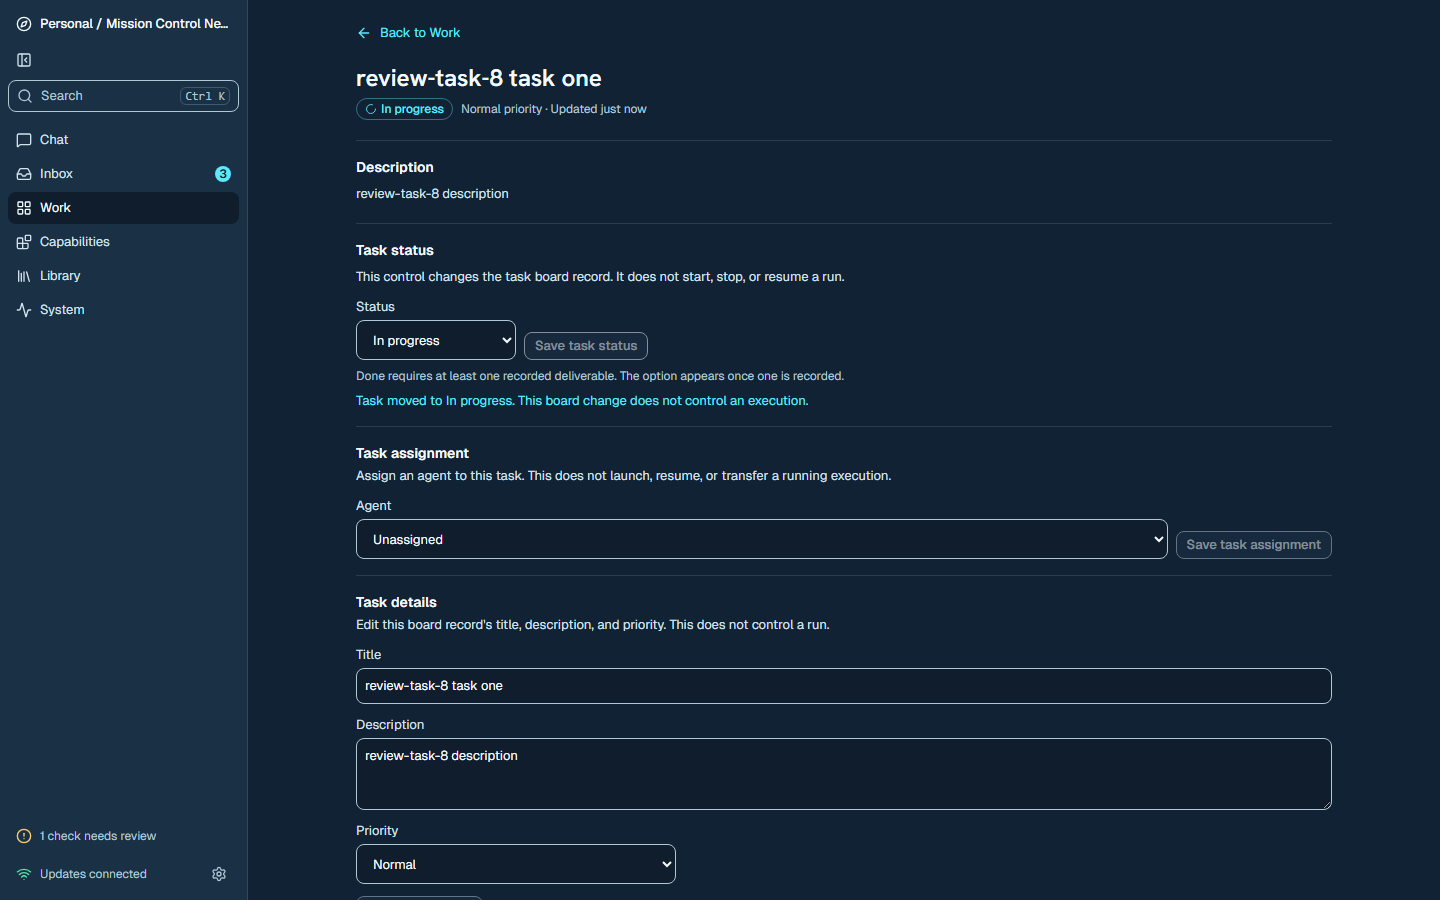 Personal / Mission Control Ne...
Search
Ctrl K
Chat
Inbox
3
Work
Capabilities
Library
System
1 check needs review
Updates connected
Back to Work
review-task-8 task one
In progress
Normal priority · Updated just now
Description
review-task-8 description
Task status
This control changes the task board record. It does not start, stop, or resume a run.
Status
In progress
Save task status
Done requires at least one recorded deliverable. The option appears once one is recorded.
Task moved to In progress. This board change does not control an execution.
Task assignment
Assign an agent to this task. This does not launch, resume, or transfer a running execution.
Agent
Unassigned
Save task assignment
Task details
Edit this board record's title, description, and priority. This does not control a run.
Title
review-task-8 task one
Description
review-task-8 description
Priority
Normal